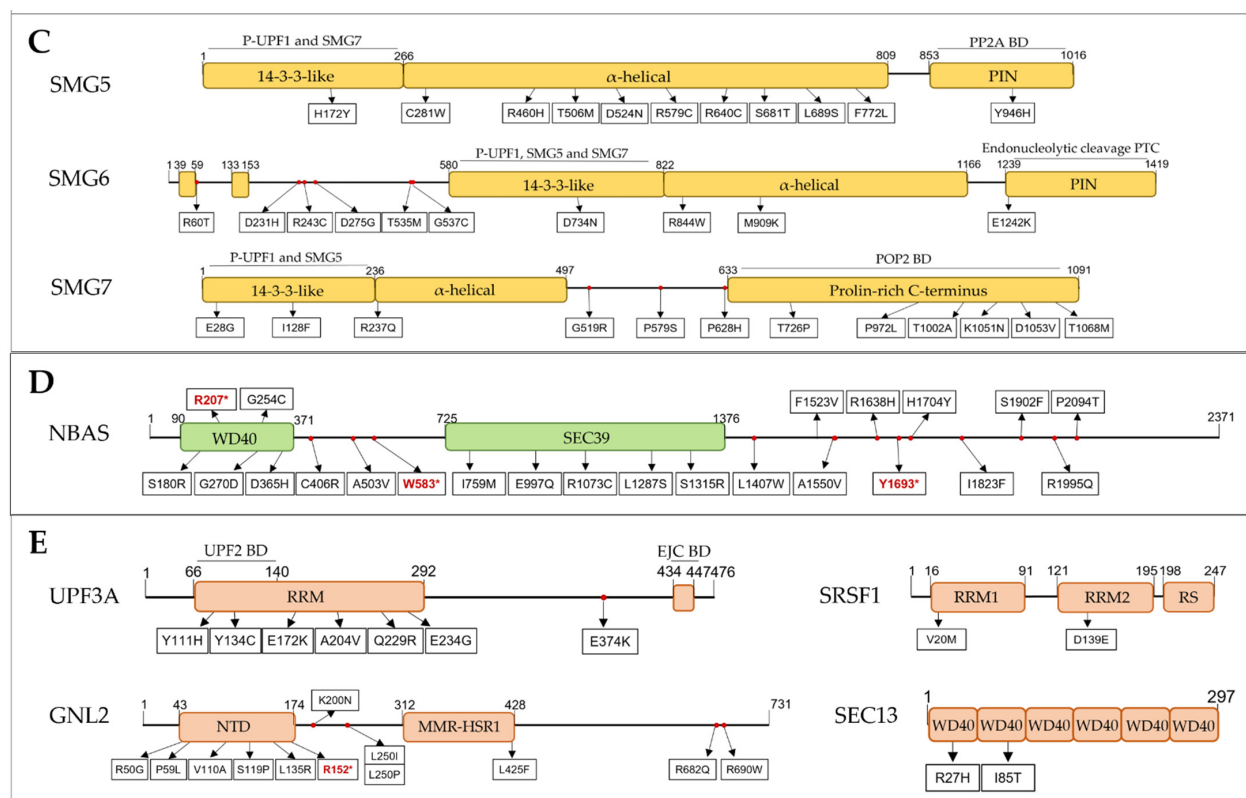 C
P-UPF1 and SMG7
PP2A BD
1 266 809 853 1016
SMG5 14-3-3-like α-helical PIN
H172Y C281W R460H T506M D524N R579C R640C S681T L689S F772L Y946H
P-UPF1, SMG5 and SMG7
Endonucleolytic cleavage PTC
1 39 59 133 153 580 822 1166 1239 1419
SMG6 14-3-3-like α-helical PIN
R60T D231H R243C D275G T535M G537C D734N R844W M909K E1242K
P-UPF1 and SMG5
POP2 BD
1 236 497 633 1091
SMG7 14-3-3-like α-helical Prolin-rich C-terminus
E28G I128F R237Q G519R P579S P628H T726P P972L T1002A K1051N D1053V T1068M
D
R207* G254C F1523V R1638H H1704Y S1902F P2094T
1 90 371 725 1376 2371
NBAS WD40 SEC39
S180R G270D D365H C406R A503V W583* I759M E997Q R1073C L1287S S1315R L1407W A1550V Y1693* I1823F R1995Q
E
UPF2 BD EJC BD
1 66 140 292 434 447 476
UPF3A RRM
Y111H Y134C E172K A204V Q229R E234G E374K
1 16 91 121 195 198 247
SRSF1 RRM1 RRM2 RS
V20M D139E
K200N
1 43 174 312 428 731
GNL2 NTD MMR-HSR1
R50G P59L V110A S119P L135R R152* L250I L425F R682Q R690W
L250P
1 297
SEC13 WD40 WD40 WD40 WD40 WD40 WD40
R27H I85T